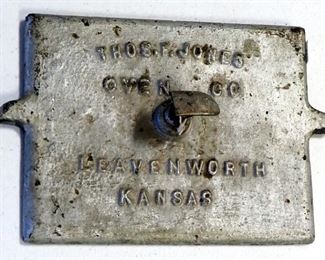 THOS.F.JONES
OVEN CO
LEAVENWORTH
KANSAS